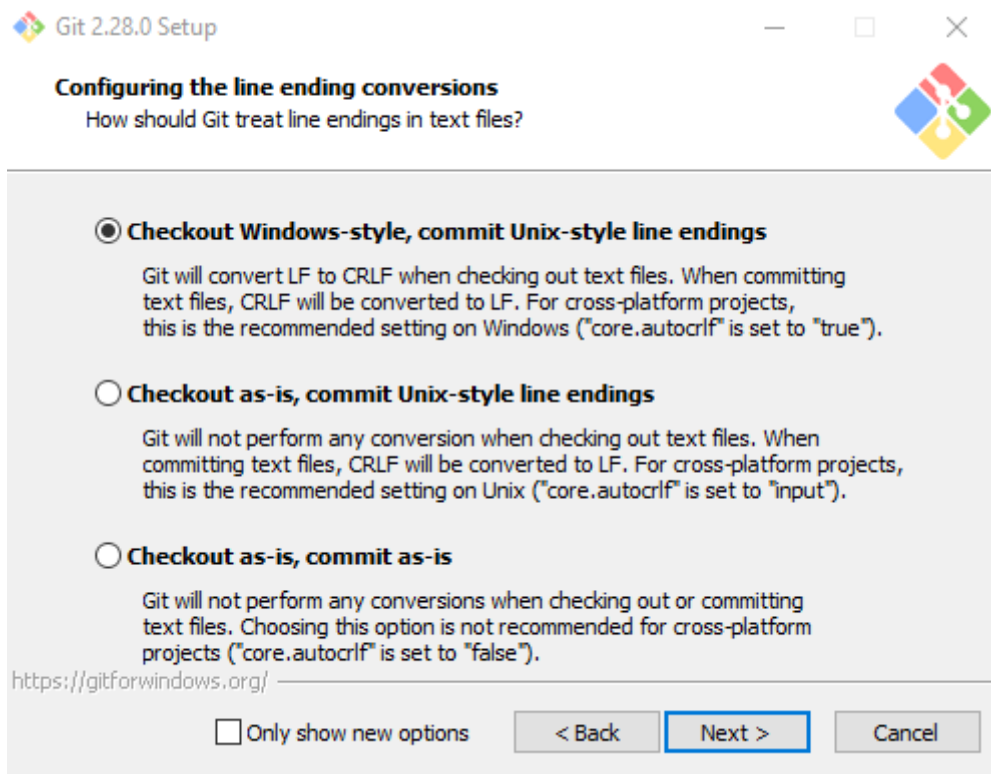 Git 2.28.0 Setup
Configuring the line ending conversions
How should Git treat line endings in text files?
Checkout Windows-style, commit Unix-style line endings
Git will convert LF to CRLF when checking out text files. When committing
text files, CRLF will be converted to LF. For cross-platform projects,
this is the recommended setting on Windows ("core.autocrlf" is set to "true").
Checkout as-is, commit Unix-style line endings
Git will not perform any conversion when checking out text files. When
committing text files, CRLF will be converted to LF. For cross-platform projects,
this is the recommended setting on Unix ("core.autocrlf" is set to "input").
Checkout as-is, commit as-is
Git will not perform any conversions when checking out or committing
text files. Choosing this option is not recommended for cross-platform
projects ("core.autocrlf" is set to "false").
https://gitforwindows.org/
Only show new options < Back Next > Cancel